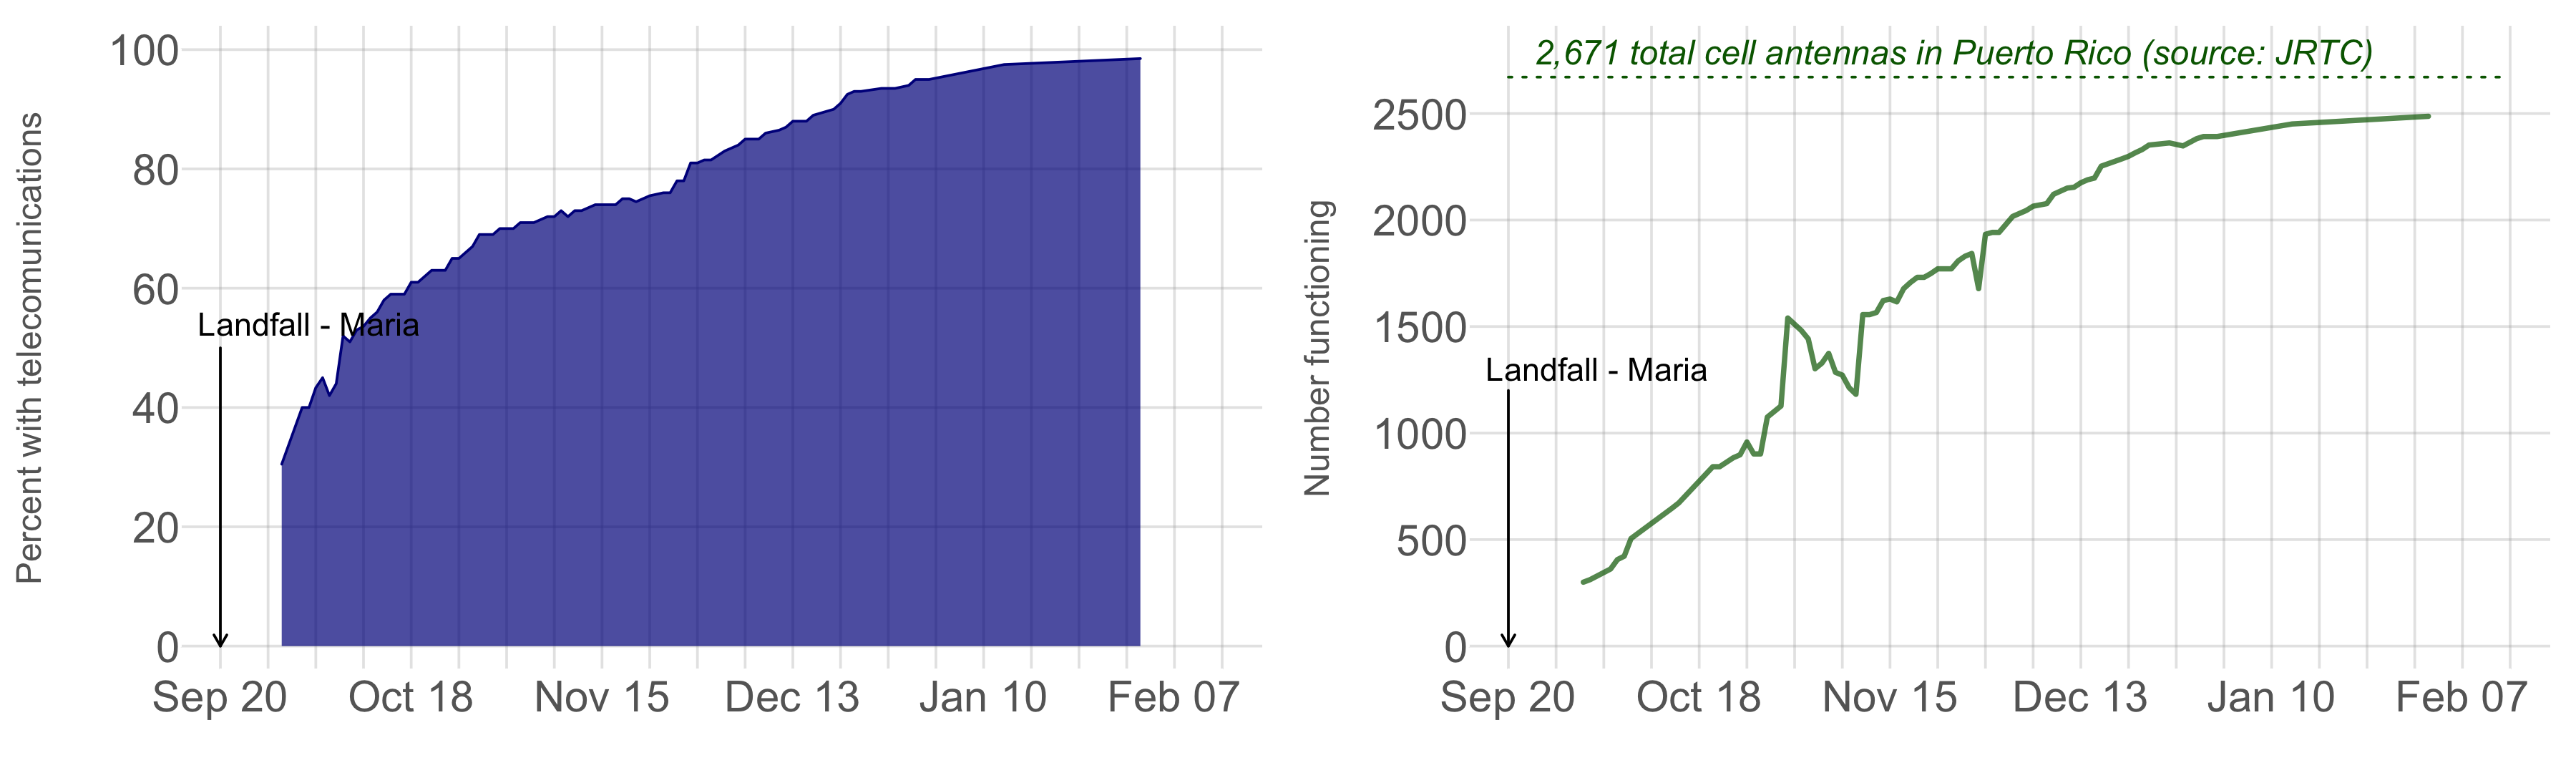 Percent with telecomunications
100
80
60
40
20
0
Landfall - Maria
Sep 20
Oct 18
Nov 15
Dec 13
Jan 10
Feb 07
2,671 total cell antennas in Puerto Rico (source: JRTC)
Number functioning
2500
2000
1500
1000
500
0
Landfall - Maria
Sep 20
Oct 18
Nov 15
Dec 13
Jan 10
Feb 07